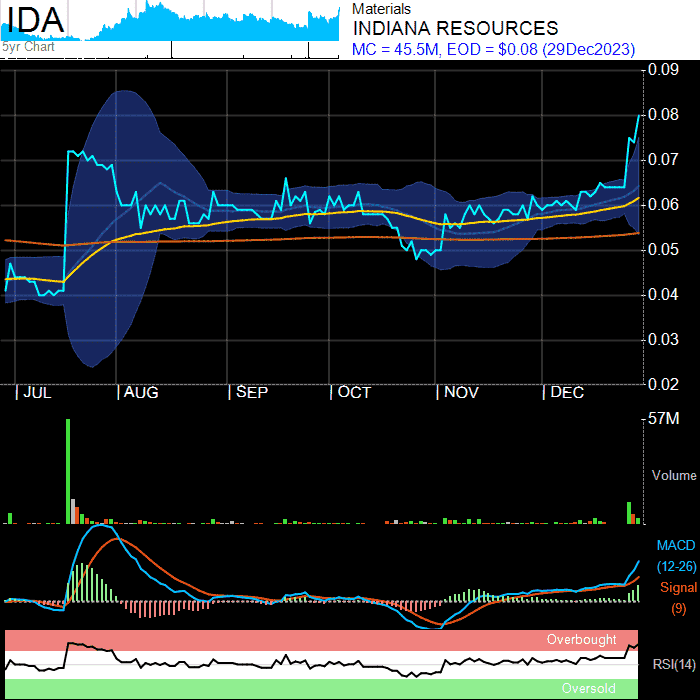 IDA
5yr Chart
Materials
INDIANA RESOURCES
MC = 45.5M, EOD = $0.08 (29Dec2023)
0.09
0.08
0.07
0.06
0.05
0.04
0.03
0.02
JUL AUG SEP OCT NOV DEC
57M
Volume
MACD
(12-26)
Signal
(9)
Overbought
RSI(14)
Oversold